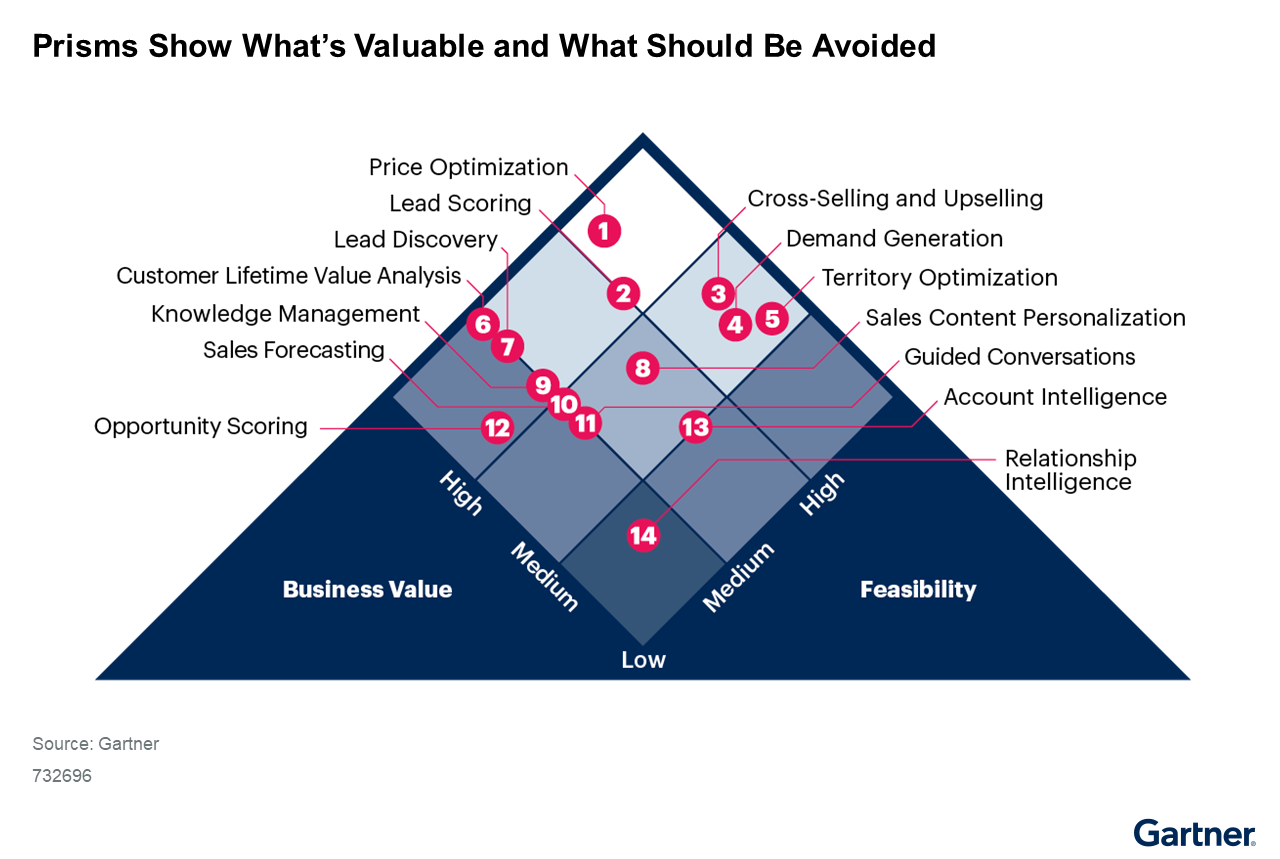 Prisms Show What’s Valuable and What Should Be Avoided
Price Optimization
Lead Scoring
Lead Discovery
Customer Lifetime Value Analysis
Knowledge Management
Sales Forecasting
Opportunity Scoring
Cross-Selling and Upselling
Demand Generation
Territory Optimization
Sales Content Personalization
Guided Conversations
Account Intelligence
Relationship
Intelligence
1
2
3
4
5
6
7
8
9
10
11
12
13
14
High
Medium
Low
Medium
High
Business Value
Feasibility
Source: Gartner
732696
Gartner®